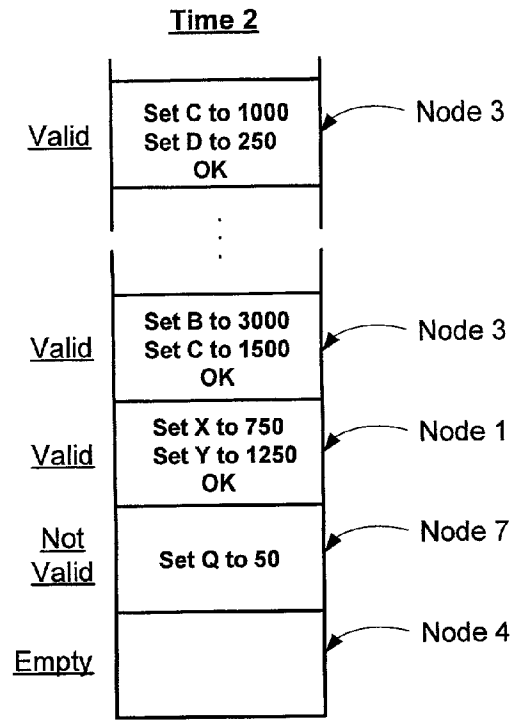 Time 2
Valid
Set C to 1000
Set D to 250
OK
Node 3
Valid
Set B to 3000
Set C to 1500
OK
Node 3
Valid
Set X to 750
Set Y to 1250
OK
Node 1
Not
Valid
Set Q to 50
Node 7
Empty
Node 4